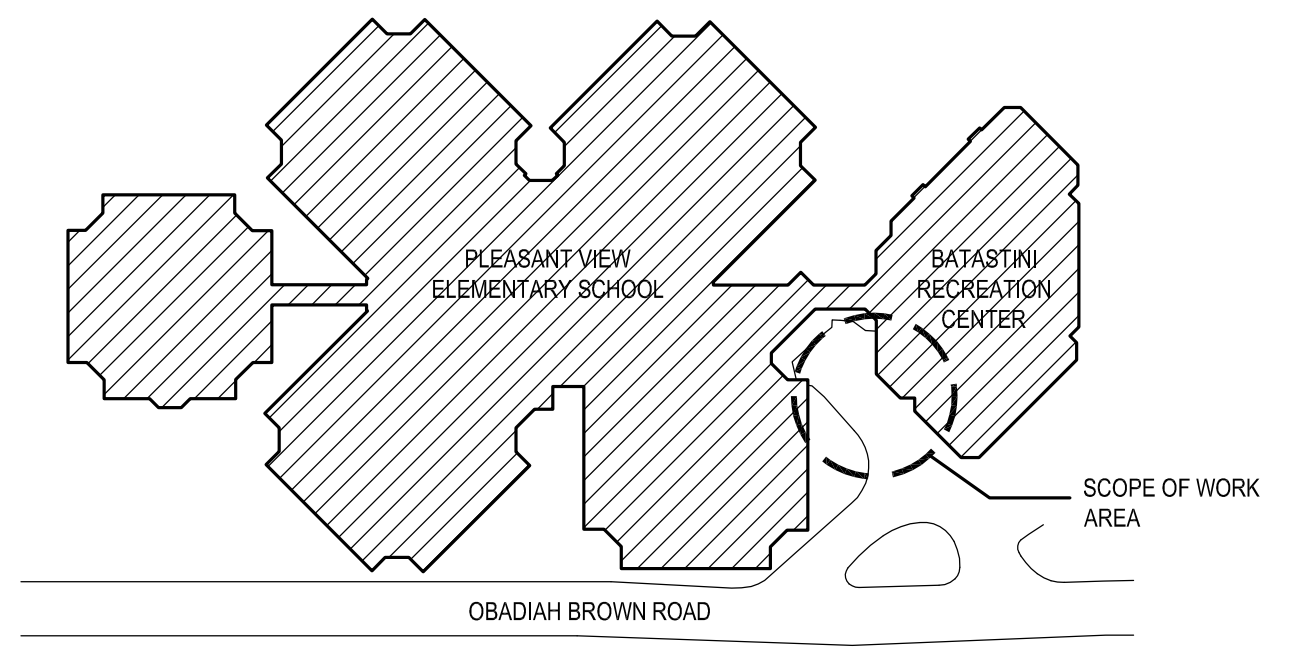 PLEASANT VIEW
ELEMENTARY SCHOOL
BATASTINI
RECREATION
CENTER
SCOPE OF WORK
AREA
OBADIAH BROWN ROAD